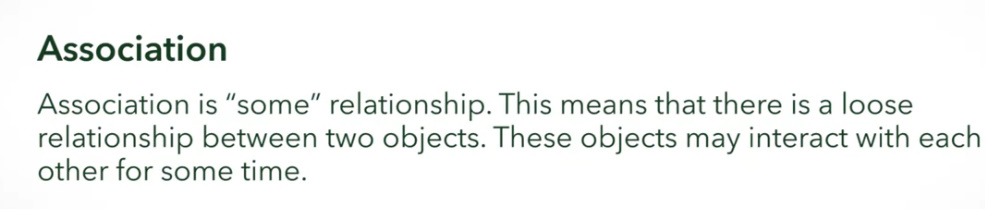 Association
Association is “some” relationship. This means that there is a loose
relationship between two objects. These objects may interact with each
other for some time.